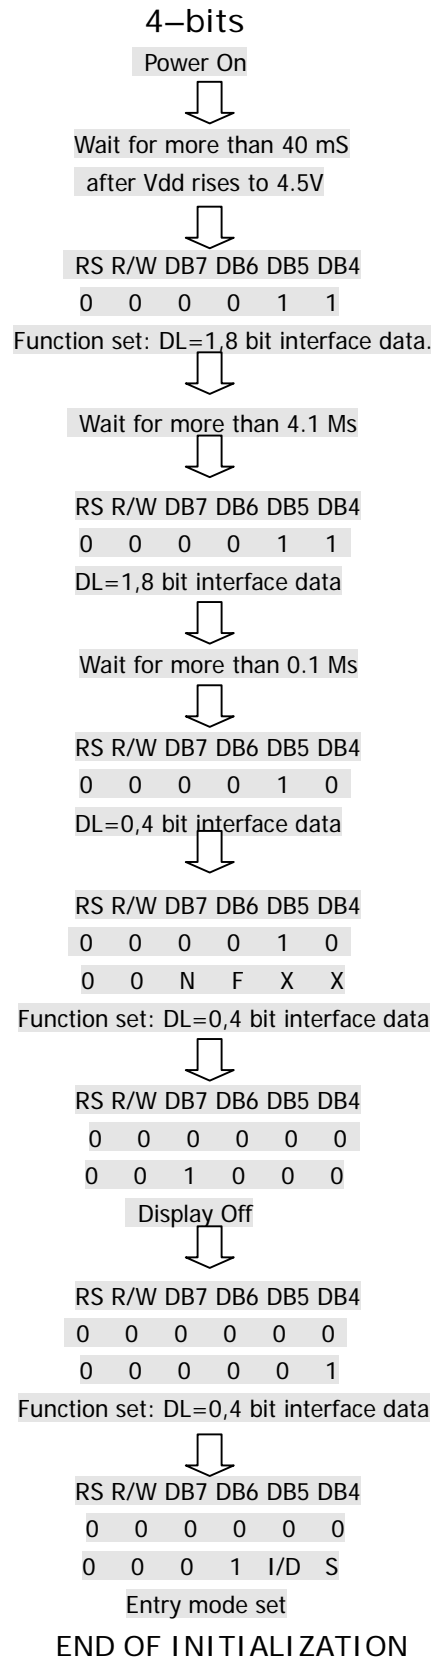 4–bits
Power On
Wait for more than 40 mS
after Vdd rises to 4.5V
RS R/W DB7 DB6 DB5 DB4
0 0 0 0 1 1
Function set: DL=1,8 bit interface data.
Wait for more than 4.1 Ms
RS R/W DB7 DB6 DB5 DB4
0 0 0 0 1 1
DL=1,8 bit interface data
Wait for more than 0.1 Ms
RS R/W DB7 DB6 DB5 DB4
0 0 0 0 1 0
DL=0,4 bit interface data
RS R/W DB7 DB6 DB5 DB4
0 0 0 0 1 0
0 0 N F X X
Function set: DL=0,4 bit interface data
RS R/W DB7 DB6 DB5 DB4
0 0 0 0 0 0
0 0 1 0 0 0
Display Off
RS R/W DB7 DB6 DB5 DB4
0 0 0 0 0 0
0 0 0 0 0 1
Function set: DL=0,4 bit interface data
RS R/W DB7 DB6 DB5 DB4
0 0 0 0 0 0
0 0 0 1 I/D S
Entry mode set
END OF INITIALIZATION